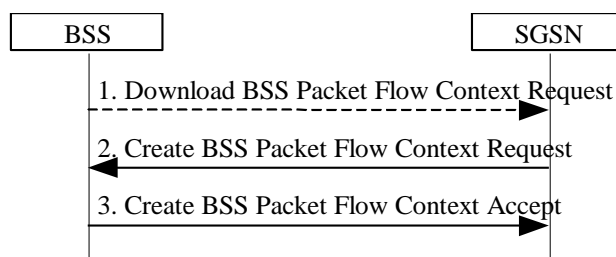 BSS
SGSN
1. Download BSS Packet Flow Context Request
2. Create BSS Packet Flow Context Request
3. Create BSS Packet Flow Context Accept